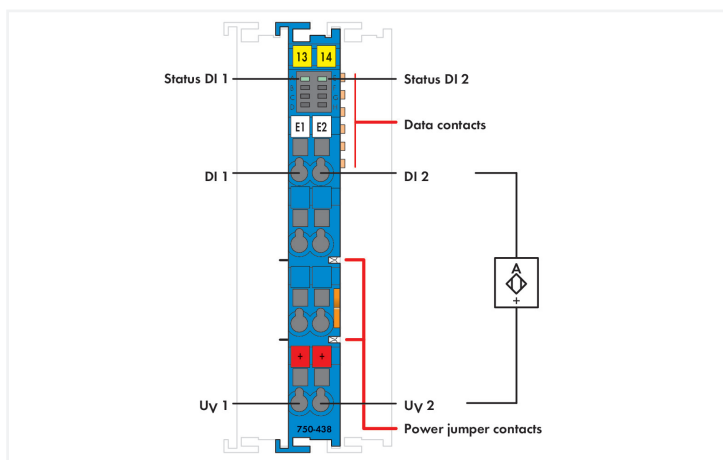 13 14
Status DI 1
Status DI 2
E1 E2
Data contacts
DI 1
DI 2
A
+
+ +
UV 1
UV 2
750-438
Power jumper contacts